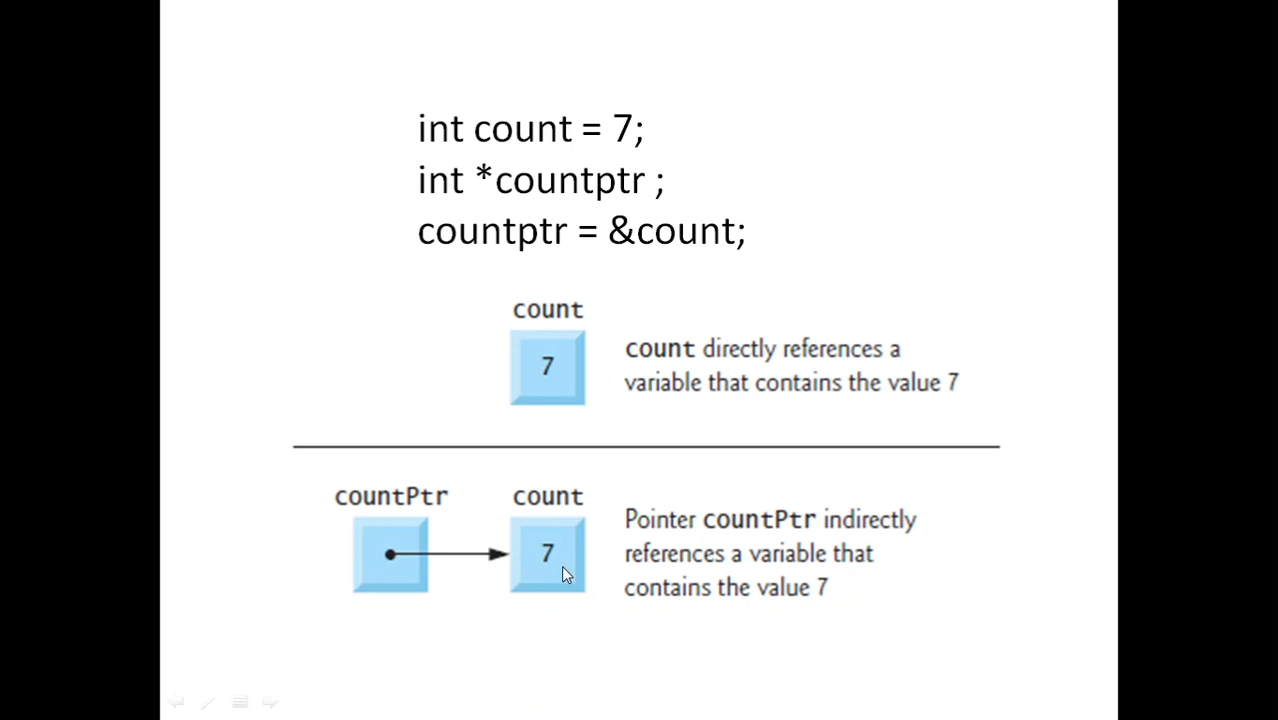 int count = 7;
int *countptr ;
countptr = &count;
count
7
count directly references a
variable that contains the value 7
countPtr
count
7
Pointer countPtr indirectly
references a variable that
contains the value 7